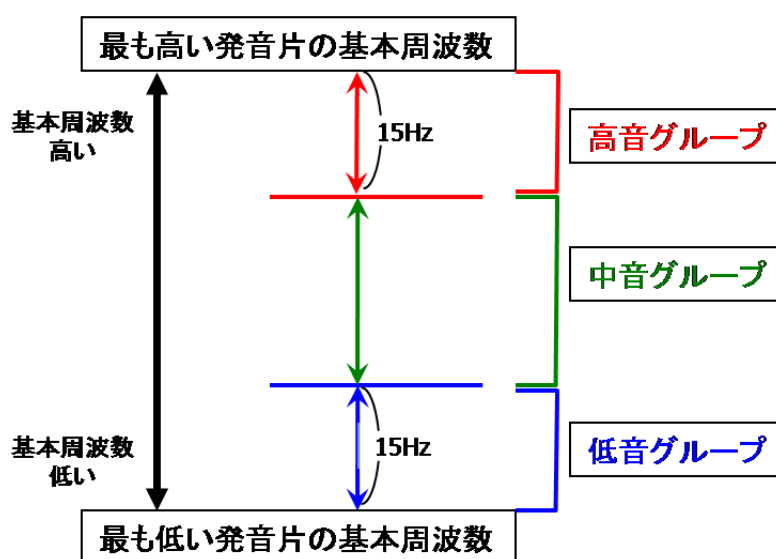 最も高い発音片の基本周波数
基本周波数
高い
15Hz
高音グループ
中音グループ
基本周波数
低い
15Hz
低音グループ
最も低い発音片の基本周波数